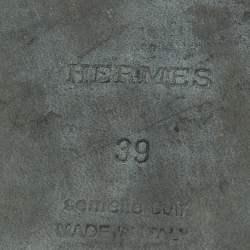 HERMES
39
semelle cuir
MADE IN ITALY